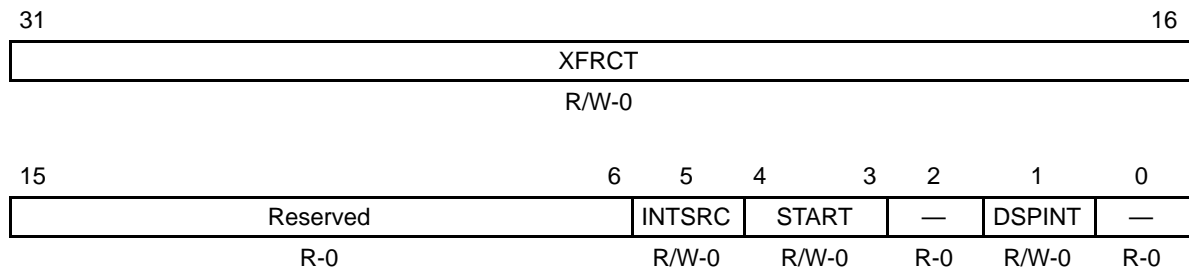 31 16
XFRCT
R/W-0
15 6 5 4 3 2 1 0
Reserved INTSRC START — DSPINT —
R-0 R/W-0 R/W-0 R-0 R/W-0 R-0